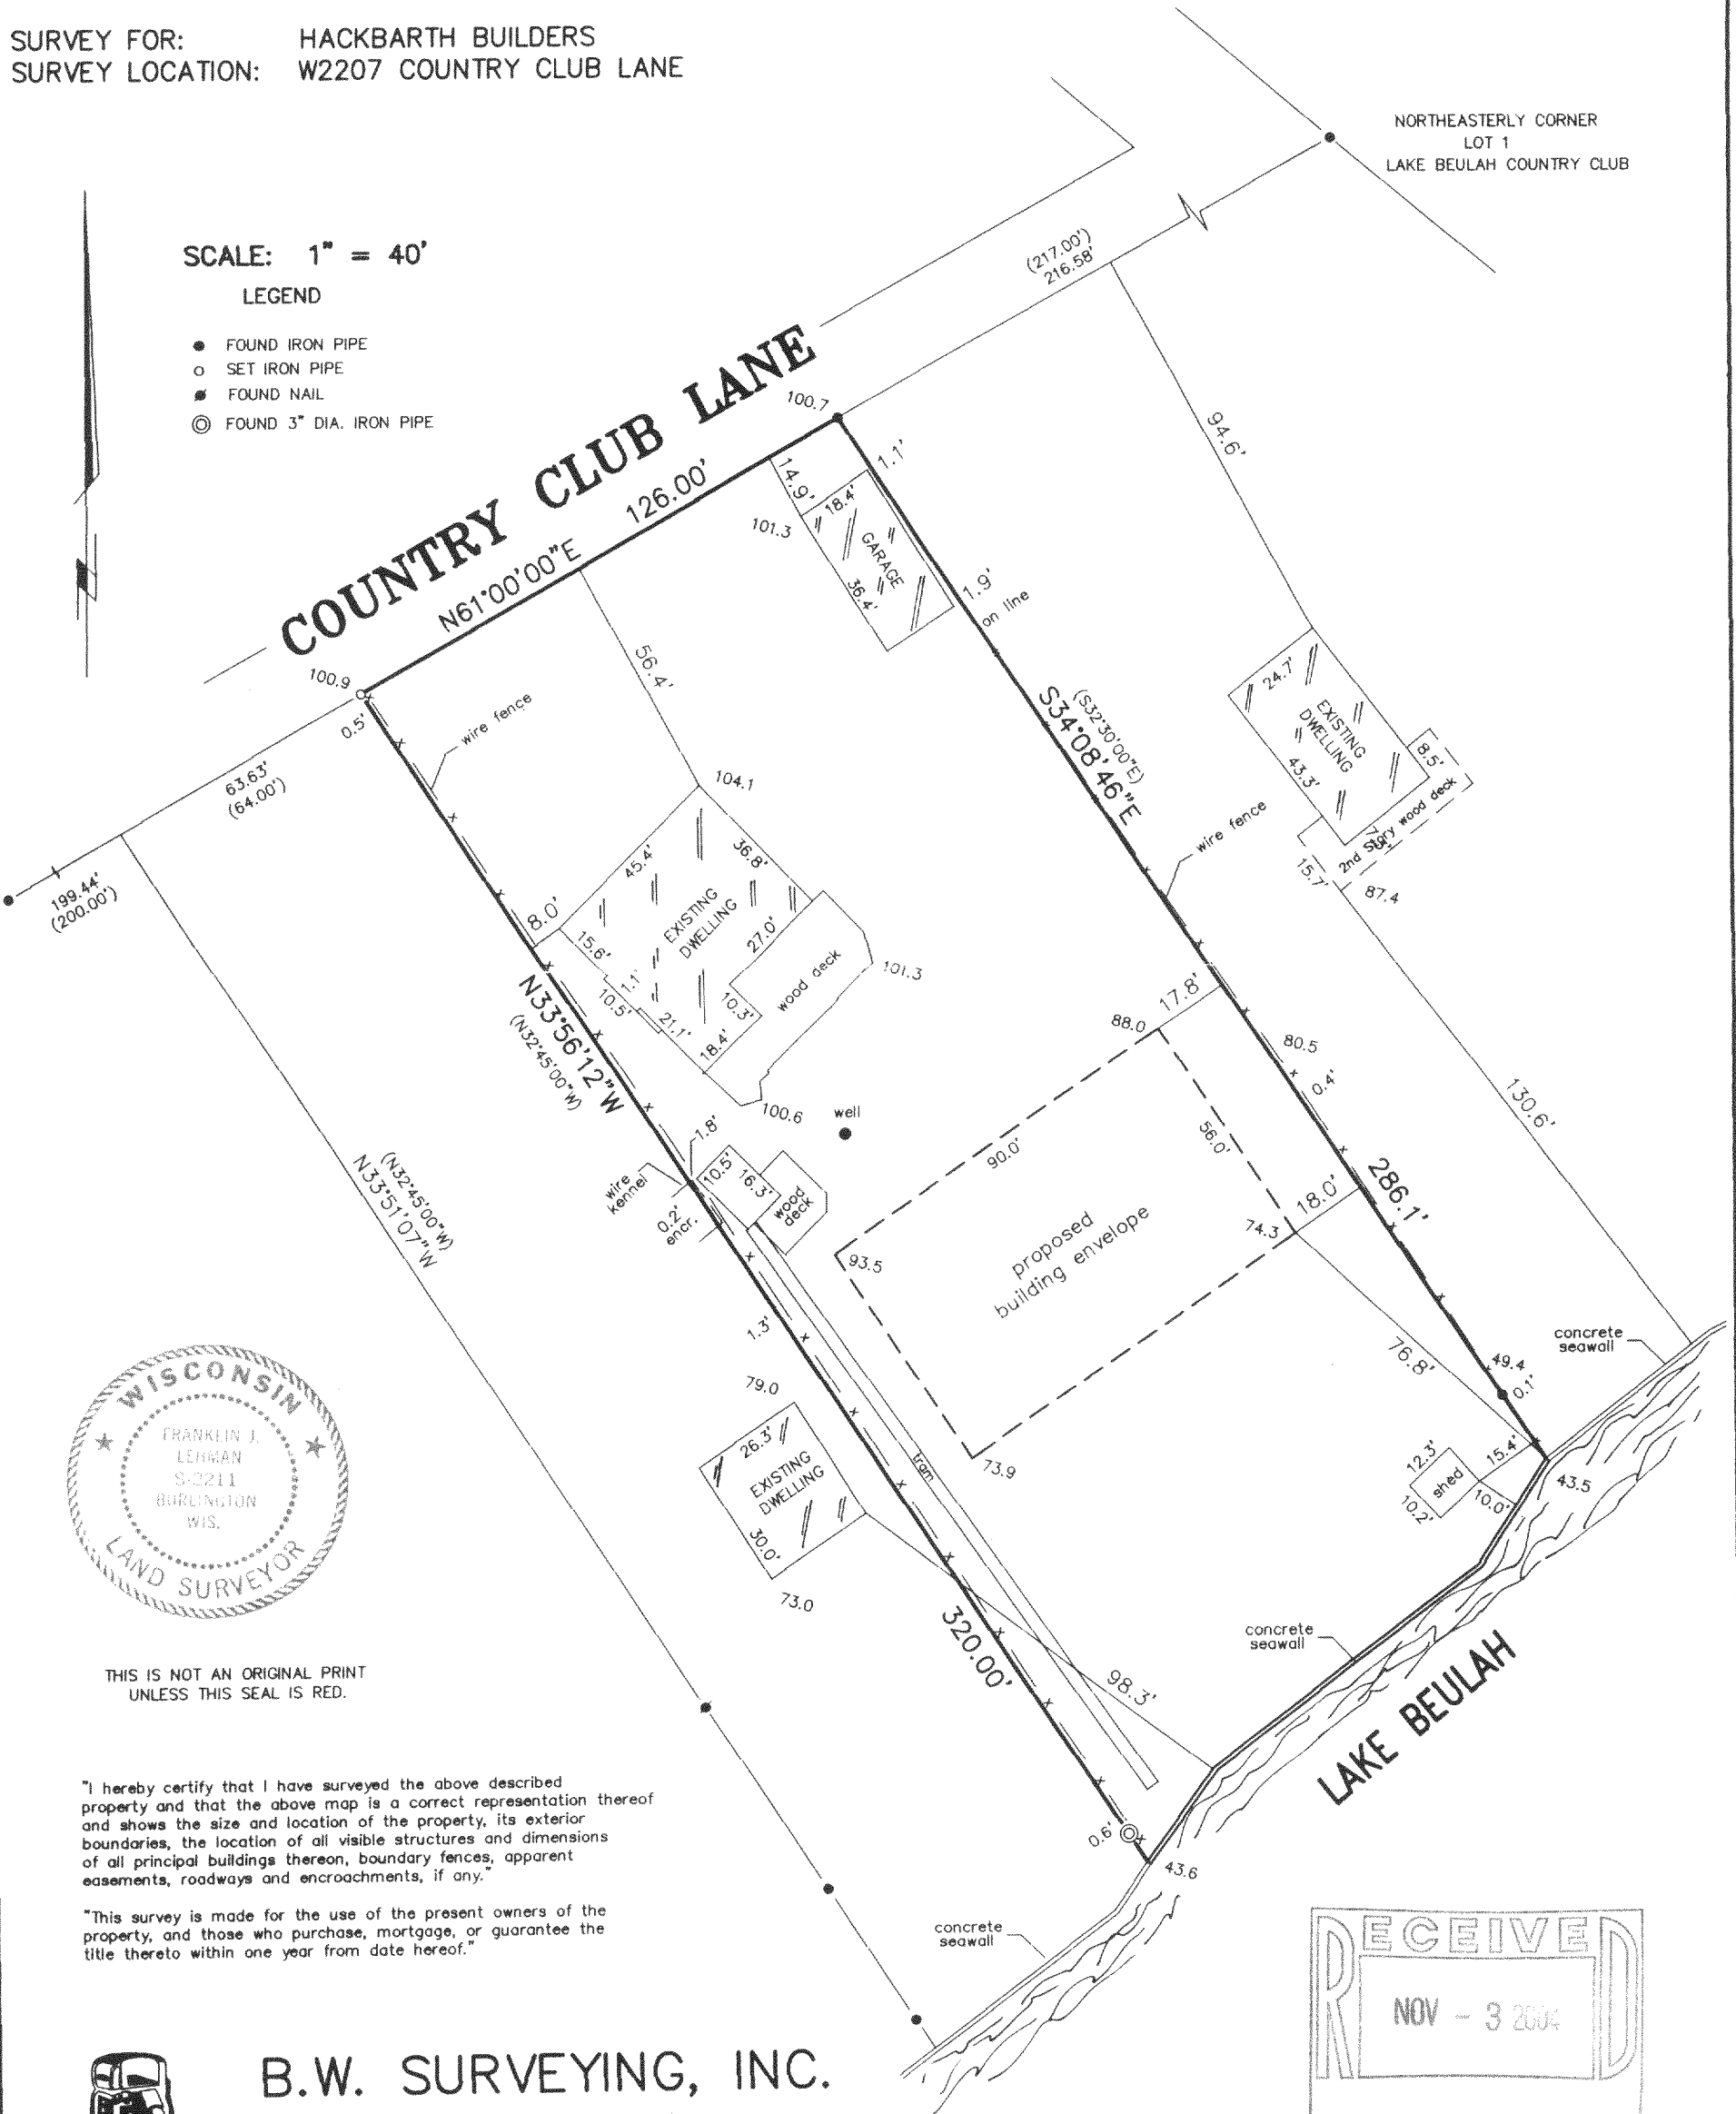 SURVEY FOR: HACKBARTH BUILDERS
SURVEY LOCATION: W2207 COUNTRY CLUB LANE
NORTHEASTERLY CORNER
LOT 1
LAKE BEULAH COUNTRY CLUB
SCALE: 1" = 40'
LEGEND
FOUND IRON PIPE
SET IRON PIPE
FOUND NAIL
FOUND 3" DIA. IRON PIPE
(217.00')
216.58'
COUNTRY CLUB LANE
N61°00'00"E
126.00'
100.7
1.1'
14.9'
18.4'
101.3
GARAGE
36.4'
1.9'
on line
94.6'
100.9
0.5'
wire fence
56.4'
63.63'
(64.00')
199.44'
(200.00')
S34°08'46"E
(S32°30'00"E)
wire fence
24.7'
EXISTING
DWELLING
43.3'
8.5'
2nd Story wood deck
15.7'
87.4
104.1
45.4'
36.8'
EXISTING
DWELLING
8.0'
15.6'
1.1'
10.5'
21.1'
27.0'
10.3'
18.4'
wood deck
101.3
100.6
N33°56'12"W
(N32°45'00"W)
well
17.8'
88.0
80.5
0.4'
130.6'
90.0'
56.0'
1.8'
10.5'
16.3'
wire
kennel
wood
deck
0.2'
encr.
(N32°45'00"W)
N33°51'07"W
93.5
proposed
building envelope
74.3
18.0'
286.1'
76.8'
1.3'
79.0
26.3'
EXISTING
DWELLING
30.0'
73.0
tram
73.9
49.4
0.1'
concrete
seawall
12.3'
shed
15.4'
10.2'
10.0'
43.5
320.00'
98.3'
concrete
seawall
LAKE BEULAH
0.6'
43.6
concrete
seawall
WISCONSIN
FRANKLIN J.
LEHMAN
S-2211
BURLINGTON
WIS.
LAND SURVEYOR
THIS IS NOT AN ORIGINAL PRINT
UNLESS THIS SEAL IS RED.
"I hereby certify that I have surveyed the above described
property and that the above map is a correct representation thereof
and shows the size and location of the property, its exterior
boundaries, the location of all visible structures and dimensions
of all principal buildings thereon, boundary fences, apparent
easements, roadways and encroachments, if any."
"This survey is made for the use of the present owners of the
property, and those who purchase, mortgage, or guarantee the
title thereto within one year from date hereof."
B.W. SURVEYING, INC.
RECEIVED
NOV - 3 2004